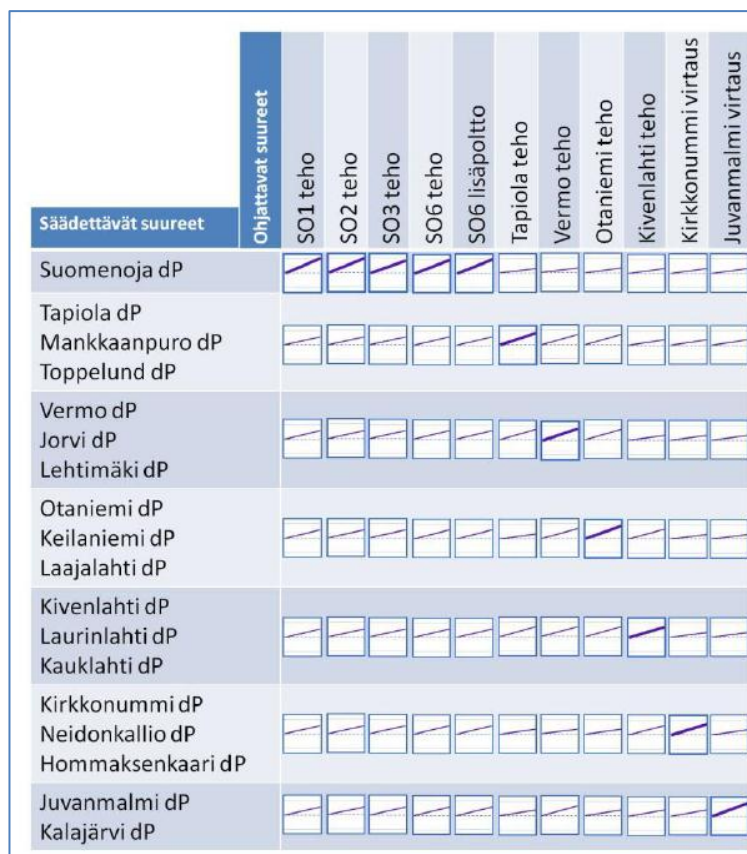 Säädettävät suureet
Ohjattavat suureet
SO1 teho
SO2 teho
SO3 teho
SO6 teho
SO6 lisäpoltto
Tapiola teho
Vermo teho
Otaniemi teho
Kivenlahti teho
Kirkkonummi virtaus
Juvanmalmi virtaus
Suomenoja dP
Tapiola dP
Mankkaanpuro dP
Toppelund dP
Vermo dP
Jorvi dP
Lehtimäki dP
Otaniemi dP
Keilaniemi dP
Laajalahti dP
Kivenlahti dP
Laurinlahti dP
Kauklahti dP
Kirkkonummi dP
Neidonkallio dP
Hommaksenkaari dP
Juvanmalmi dP
Kalajärvi dP